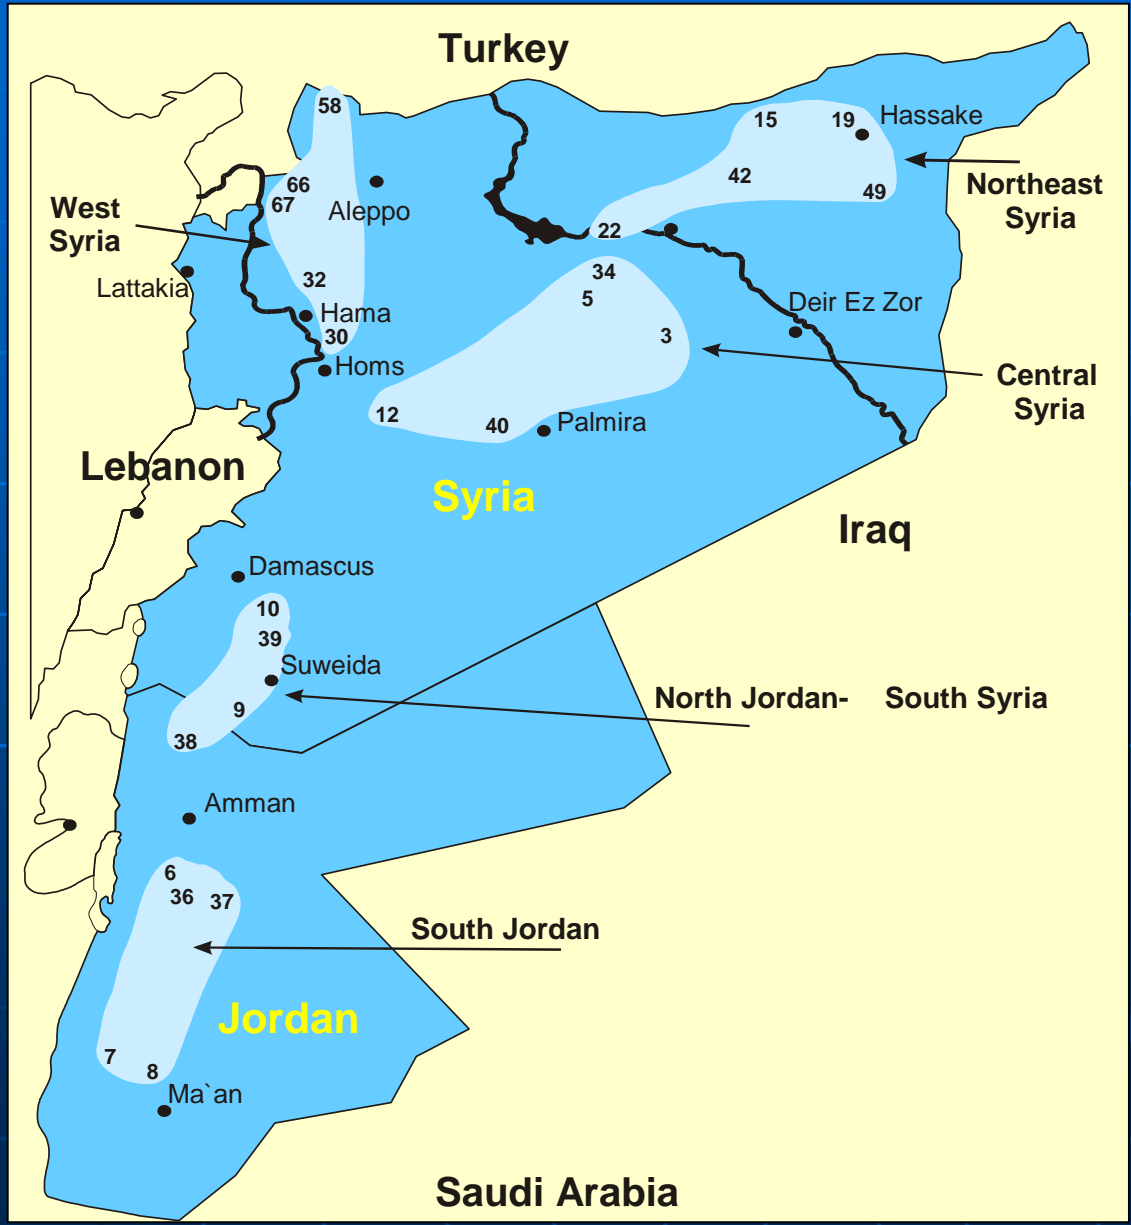 Turkey
58
15
19
Hassake
66
67
42
49
Northeast
Syria
West
Syria
Aleppo
22
34
5
32
Lattakia
Hama
30
3
Deir Ez Zor
Homs
Central
Syria
12
40
Palmira
Lebanon
Syria
Iraq
Damascus
10
39
Suweida
9
North Jordan- South Syria
38
Amman
6
36
37
South Jordan
Jordan
7
8
Ma`an
Saudi Arabia